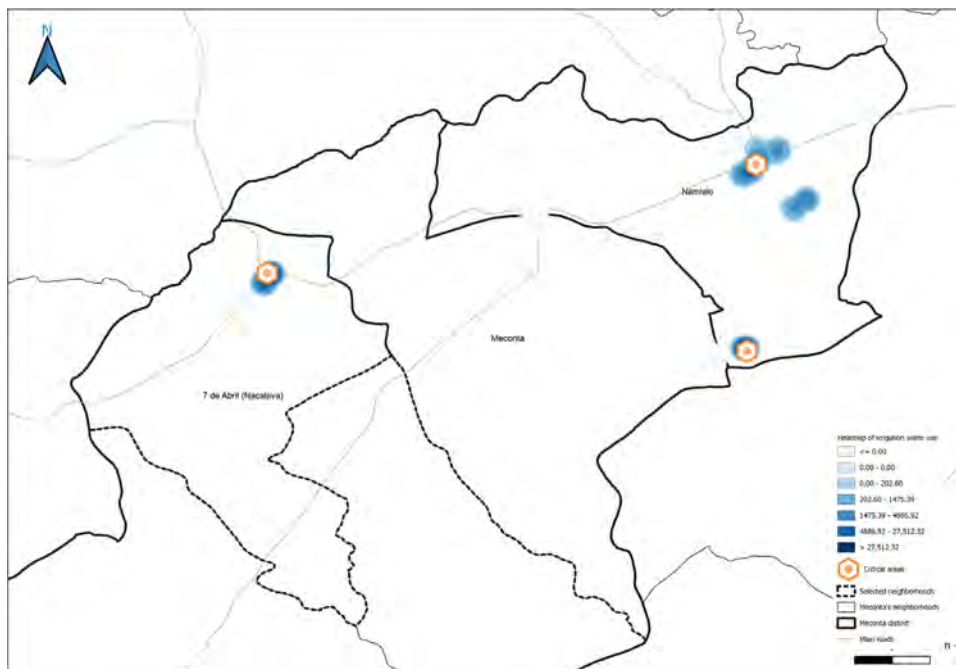 N
Namialo
Meconta
7 de Abril (Nacalava)
Heatmap of irrigation water use
<= 0.00
0.00 - 0.00
0.00 - 202.60
202.60 - 1475.39
1475.39 - 4886.92
4886.92 - 27,512.32
> 27,512.32
Critical areas
Selected neighborhoods
Meconta's neighborhoods
Meconta district
Main roads